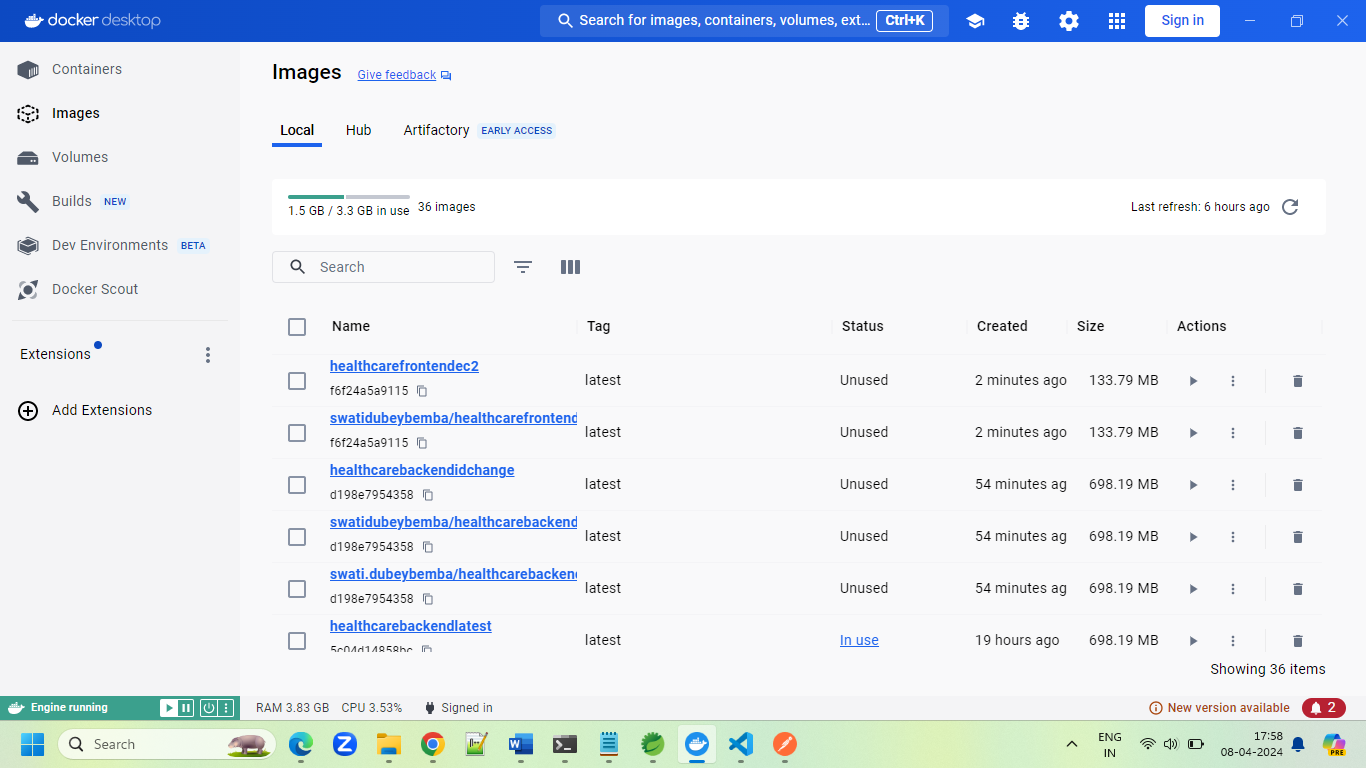 docker desktop
Search for images, containers, volumes, ext... Ctrl+K
Sign in
Containers
Images
Volumes
Builds NEW
Dev Environments BETA
Docker Scout
Extensions
Add Extensions
Images Give feedback
Local Hub Artifactory EARLY ACCESS
1.5 GB / 3.3 GB in use 36 images
Last refresh: 6 hours ago
Search
Name Tag Status Created Size Actions
healthcarefrontendec2
f6f24a5a9115
latest Unused 2 minutes ago 133.79 MB
swatidubeybemba/healthcarefrontend
f6f24a5a9115
latest Unused 2 minutes ago 133.79 MB
healthcarebackendidchange
d198e7954358
latest Unused 54 minutes ag 698.19 MB
swatidubeybemba/healthcarebackend
d198e7954358
latest Unused 54 minutes ag 698.19 MB
swati.dubeybemba/healthcarebacken
d198e7954358
latest Unused 54 minutes ag 698.19 MB
healthcarebackendlatest
5c04d14858bc
latest In use 19 hours ago 698.19 MB
Showing 36 items
Engine running
RAM 3.83 GB CPU 3.53% Signed in
New version available 2
Search
ENG
IN
17:58
08-04-2024
PRE